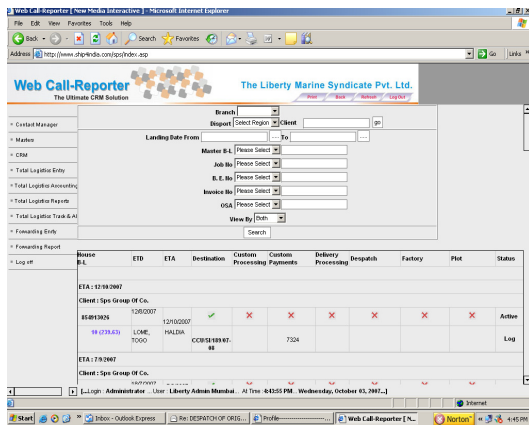 Web Call-Reporter [ New Media Interactive ] - Microsoft Internet Explorer
File Edit View Favorites Tools Help
Back Search Favorites
Address http://www.ship4india.com/sps/index.asp Go Links
Web Call-Reporter
The Ultimate CRM Solution
The Liberty Marine Syndicate Pvt. Ltd.
Print Back Refresh Log Out
Contact Manager
Masters
CRM
Total Logistics Entry
Total Logistics Accounting
Total Logistics Reports
Total Logistics Track & Al
Forwarding Enrty
Forwarding Report
Log off
Branch
Disport Select Region Client go
Landing Date From ... To ...
Master B-L Please Select
Job No Please Select
B. E. No Please Select
Invoice No Please Select
OSA Please Select
View By Both
Search
House B-L ETD ETA Destination Custom Processing Custom Payments Delivery Processing Despatch Factory Plot Status
ETA : 12/10/2007
Client : Sps Group Of Co.
854913026 12/8/2007 12/10/2007 Active
90 (239.63) LOME, TOGO HALDIA CCU/SI/189/07-08 7324 Log
ETA : 7/9/2007
Client : Sps Group Of Co.
[...Login : Administrator ... User : Liberty Admin Mumbai.. At Time :4:43:55 PM... Wednesday, October 03, 2007...]
Internet
Start Inbox - Outlook Express Re: DESPATCH OF ORIG... Profile Web Call-Reporter [ N... Norton 4:45 PM